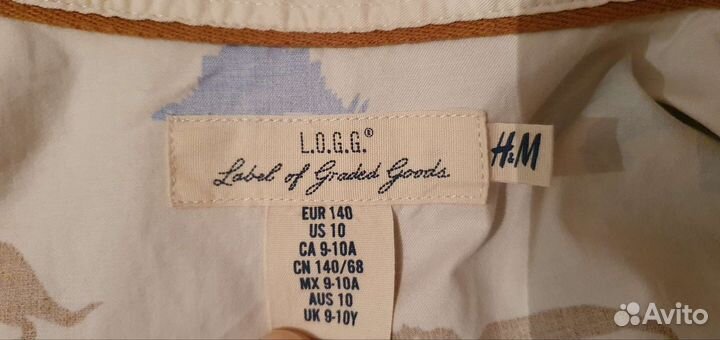 L.O.G.G.®
Label of Graded Goods
H&M
EUR 140
US 10
CA 9-10A
CN 140/68
MX 9-10A
AUS 10
UK 9-10Y
Avito